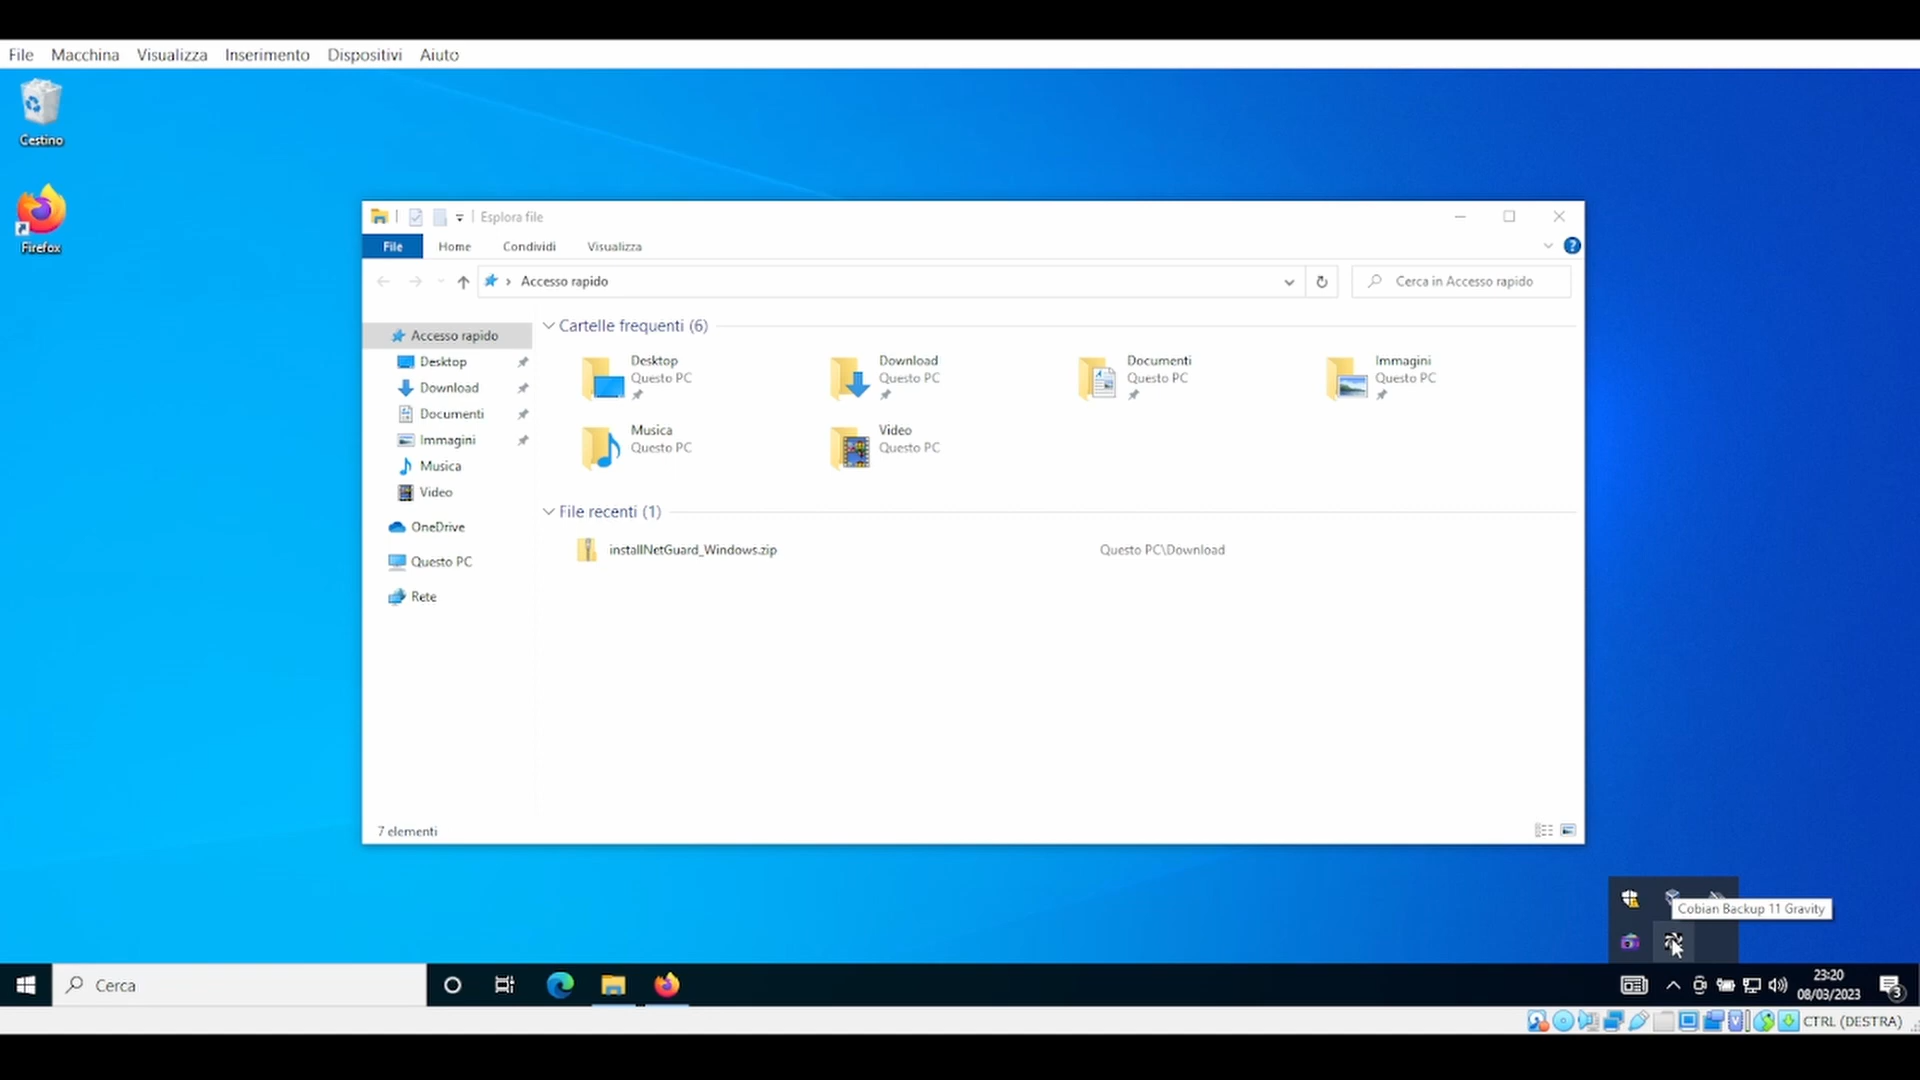 File Macchina Visualizza Inserimento Dispositivi Aiuto
Cestino
Firefox
Esplora file
File Home Condividi Visualizza
Accesso rapido
Cerca in Accesso rapido
Accesso rapido
Desktop
Download
Documenti
Immagini
Musica
Video
OneDrive
Questo PC
Rete
Cartelle frequenti (6)
Desktop
Questo PC
Download
Questo PC
Documenti
Questo PC
Immagini
Questo PC
Musica
Questo PC
Video
Questo PC
File recenti (1)
installNetGuard_Windows.zip Questo PC\Download
7 elementi
Cobian Backup 11 Gravity
Cerca
23:20
08/03/2023
3
CTRL (DESTRA)